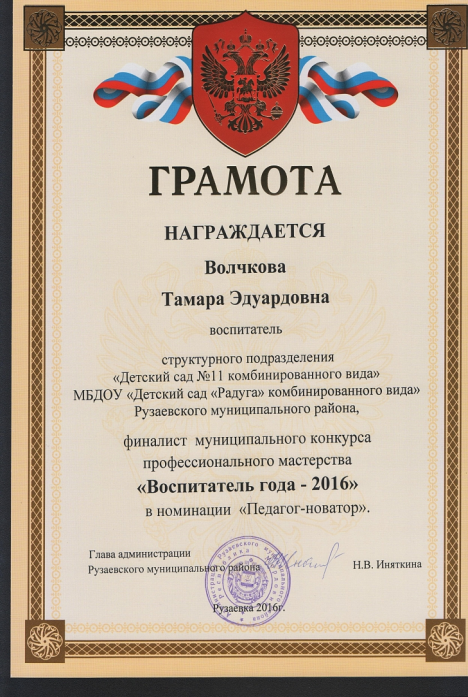 ГРАМОТА
НАГРАЖДАЕТСЯ
Волчкова
Тамара Эдуардовна
воспитатель
структурного подразделения
«Детский сад №11 комбинированного вида»
МБДОУ «Детский сад «Радуга» комбинированного вида»
Рузаевского муниципального района,
финалист муниципального конкурса
профессионального мастерства
«Воспитатель года - 2016»
в номинации «Педагог-новатор».
Глава администрации
Рузаевского муниципального района
Н.В. Иняткина
Рузаевка 2016г.